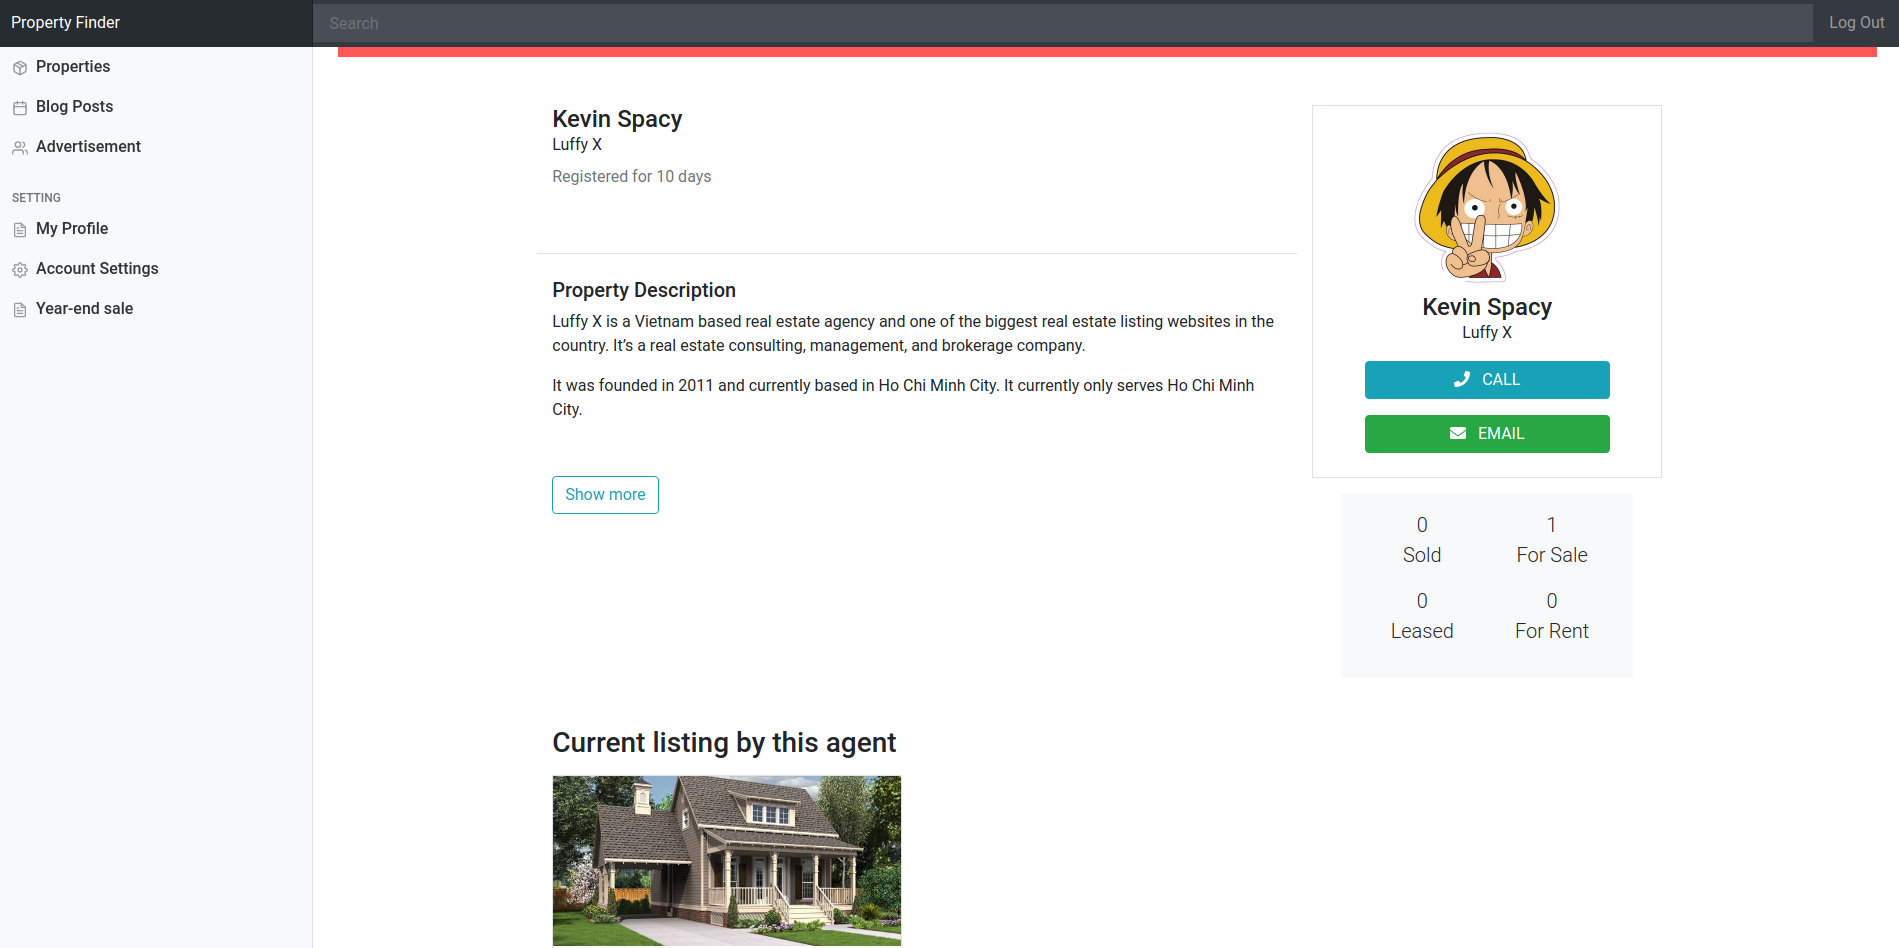 Property Finder
Search
Log Out
Properties
Blog Posts
Advertisement
SETTING
My Profile
Account Settings
Year-end sale
Kevin Spacy
Luffy X
Registered for 10 days
Property Description
Luffy X is a Vietnam based real estate agency and one of the biggest real estate listing websites in the
country. It’s a real estate consulting, management, and brokerage company.
It was founded in 2011 and currently based in Ho Chi Minh City. It currently only serves Ho Chi Minh
City.
Show more
Kevin Spacy
Luffy X
CALL
EMAIL
0 1
Sold For Sale
0 0
Leased For Rent
Current listing by this agent